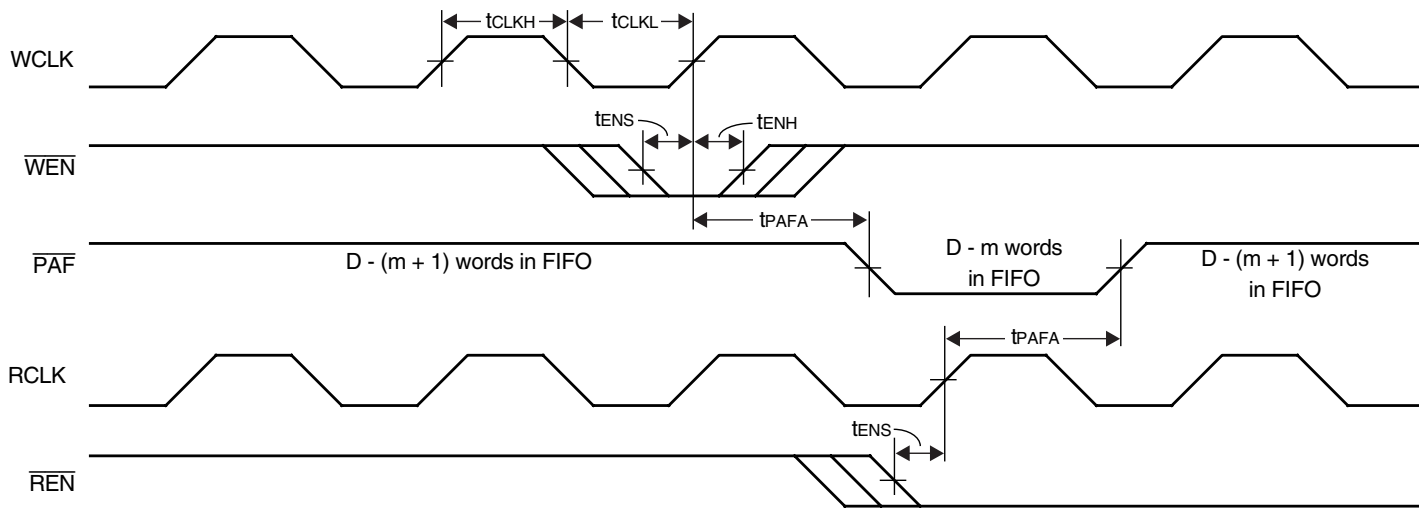 tCLKH
tCLKL
WCLK
tENS
tENH
WEN
tPAFA
PAF
D - (m + 1) words in FIFO
D - m words
in FIFO
D - (m + 1) words
in FIFO
tPAFA
RCLK
tENS
REN